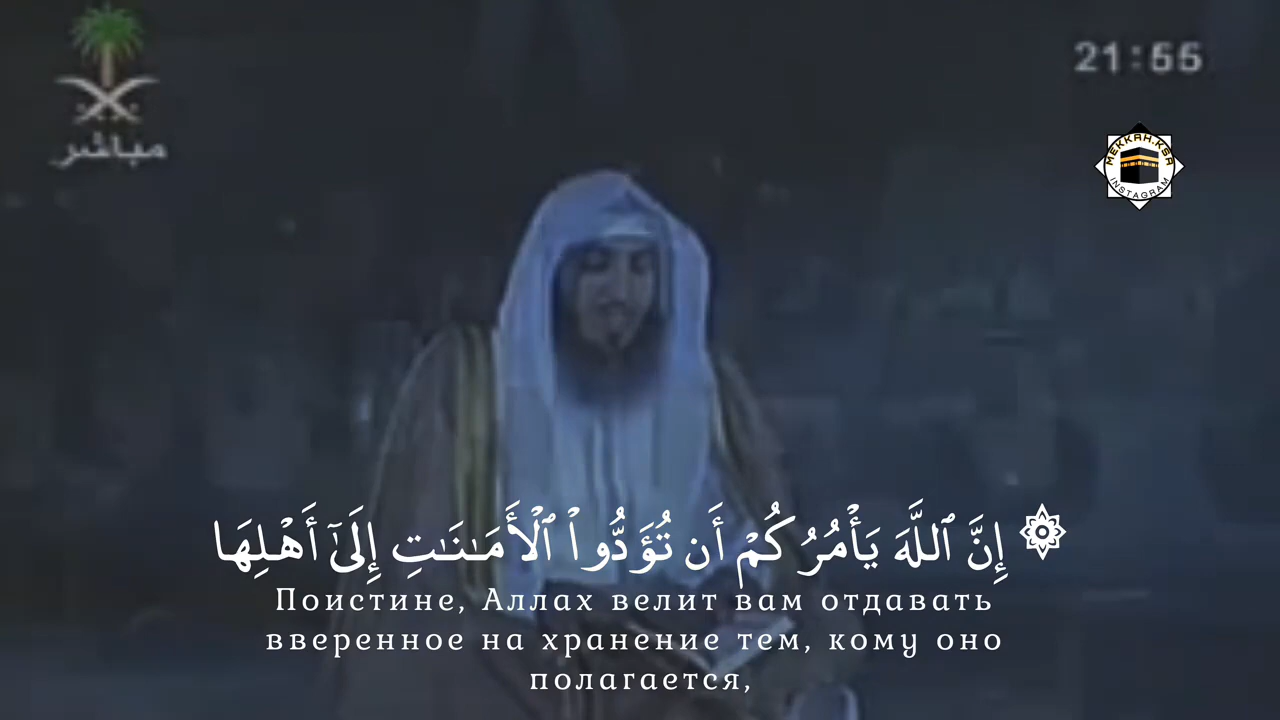 21:55
مباشر
MEKKAH.KSA
INSTAGRAM
۞ إِنَّ ٱللَّهَ يَأْمُرُكُمْ أَن تُؤَدُّوا۟ ٱلْأَمَـٰنَـٰتِ إِلَىٰٓ أَهْلِهَا
Поистине, Аллах велит вам отдавать
вверенное на хранение тем, кому оно
полагается,